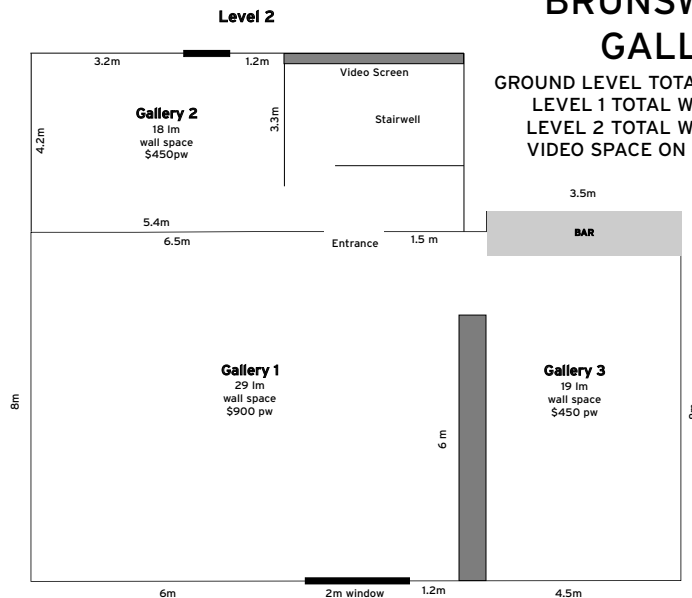 Level 2
GROUND LEVEL
LEVEL 1 TOTAL
LEVEL 2 TOTAL
VIDEO SPACE ON
3.2m
1.2m
Video Screen
Gallery 2
18 lm
wall space
$450pw
4.2m
3.3m
Stairwell
3.5m
5.4m
6.5m
Entrance
1.5 m
BAR
Gallery 1
29 lm
wall space
$900 pw
Gallery 3
19 lm
wall space
$450 pw
8m
6 m
6m
2m window
1.2m
4.5m